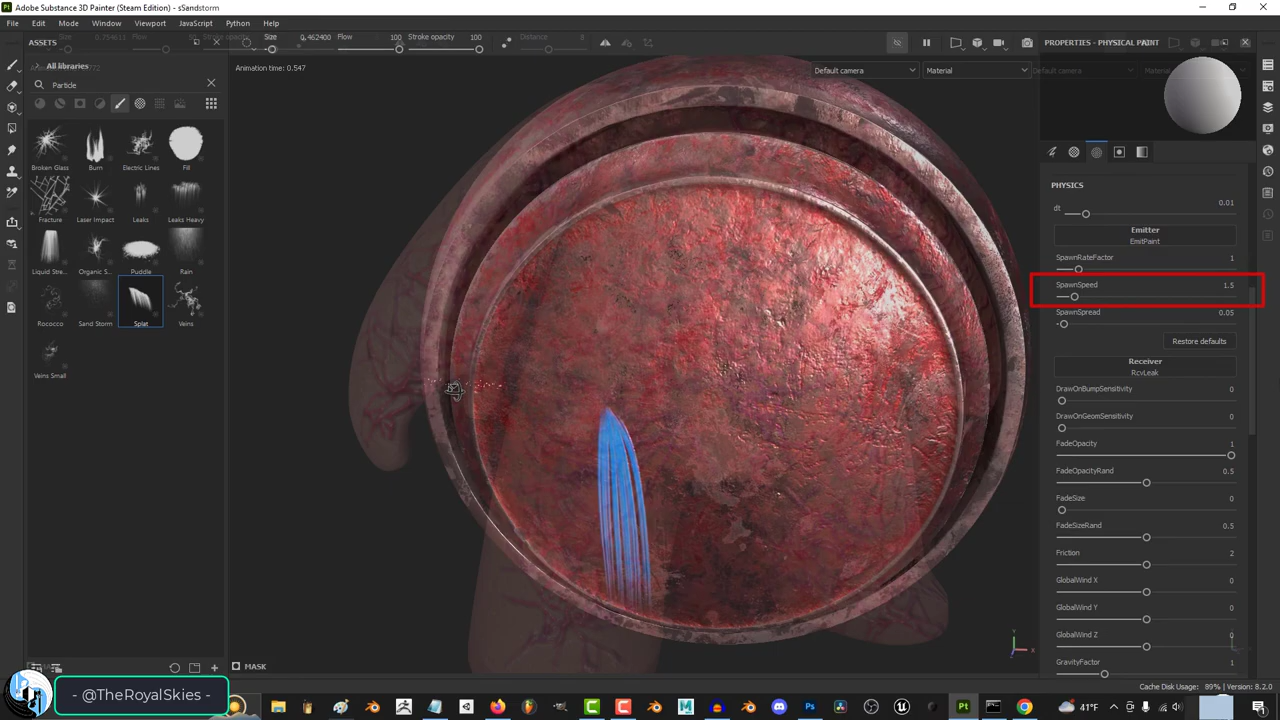 Adobe Substance 3D Painter (Steam Edition) - sSandstorm
File Edit Mode Window Viewport JavaScript Python Help
ASSETS
Size 0.462400 Flow 100 Stroke opacity 100 Distance 8
PROPERTIES - PHYSICAL PAINT
All libraries
Particle
Animation time: 0.547
Default camera
Material
Broken Glass Burn Electric Lines Fill
Fracture Laser Impact Leaks Leaks Heavy
Liquid Stre... Organic S... Puddle Rain
Rococco Sand Storm Splat Veins
Veins Small
PHYSICS
dt 0.01
Emitter
EmitPaint
SpawnRateFactor 1
SpawnSpeed 1.5
SpawnSpread 0.05
Restore defaults
Receiver
RcvLeak
DrawOnBumpSensitivity 0
DrawOnGeomSensitivity 0
FadeOpacity 1
FadeOpacityRand 0.5
FadeSize 0
FadeSizeRand 0.5
Friction 2
GlobalWind X 0
GlobalWind Y 0
GlobalWind Z 0
GravityFactor 1
Y
X
Z
MASK
Cache Disk Usage: 89% | Version: 8.2.0
- @TheRoyalSkies -
41°F